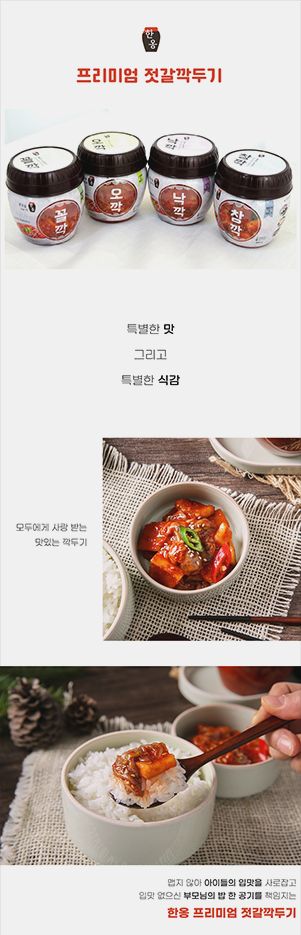 한옹
프리미엄 젓갈깍두기
꼴깍
오깍
낙깍
창깍
특별한 맛
그리고
특별한 식감
모두에게 사랑 받는
맛있는 깍두기
맵지 않아 아이들의 입맛을 사로잡고
입맛 없으신 부모님의 밥 한 공기를 책임지는
한옹 프리미엄 젓갈깍두기